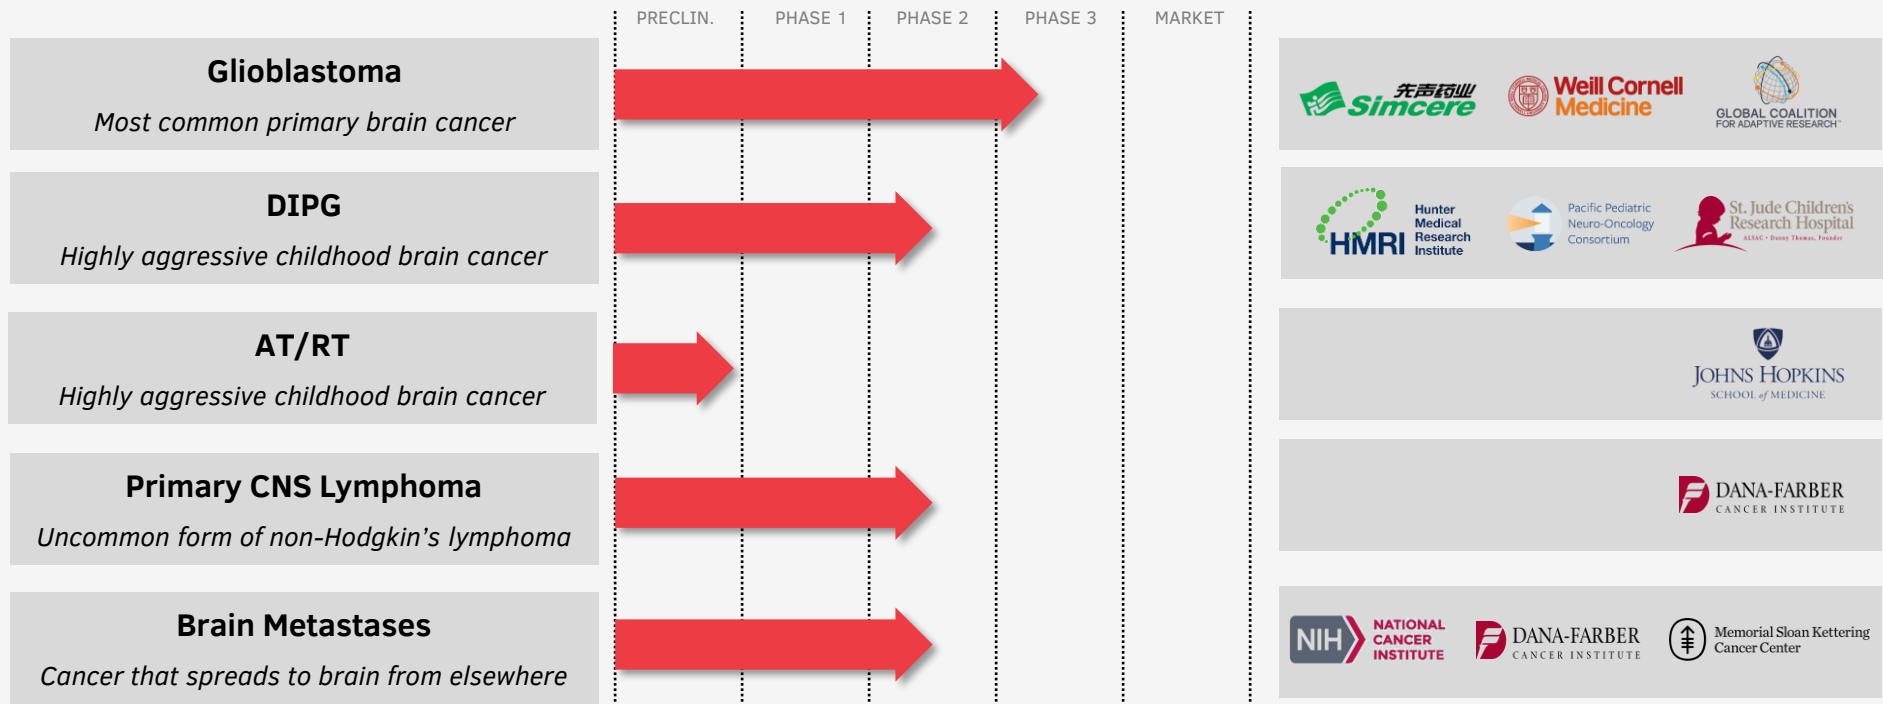 PRECLIN. PHASE 1 PHASE 2 PHASE 3 MARKET
Glioblastoma
Most common primary brain cancer
先声药业
Simcere
Weill Cornell
Medicine
GLOBAL COALITION
FOR ADAPTIVE RESEARCH
DIPG
Highly aggressive childhood brain cancer
HMRI
Hunter
Medical
Research
Institute
Pacific Pediatric
Neuro-Oncology
Consortium
St. Jude Children's
Research Hospital
ALSAC • Danny Thomas, Founder
AT/RT
Highly aggressive childhood brain cancer
JOHNS HOPKINS
SCHOOL of MEDICINE
Primary CNS Lymphoma
Uncommon form of non-Hodgkin’s lymphoma
DANA-FARBER
CANCER INSTITUTE
Brain Metastases
Cancer that spreads to brain from elsewhere
NIH
NATIONAL
CANCER
INSTITUTE
DANA-FARBER
CANCER INSTITUTE
Memorial Sloan Kettering
Cancer Center